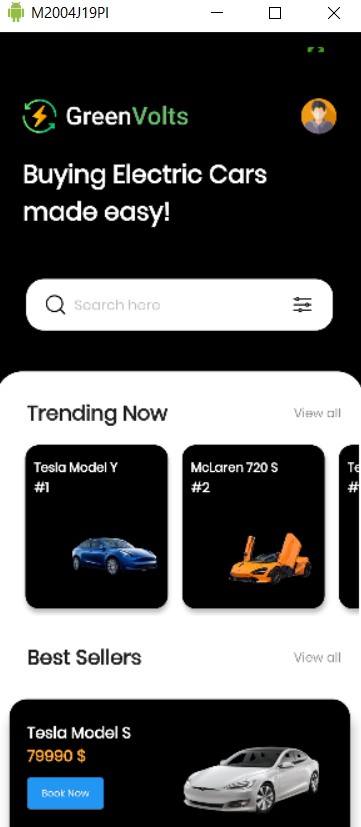 M2004J19PI
GreenVolts
Buying Electric Cars
made easy!
Search here
Trending Now
View all
Tesla Model Y
#1
McLaren 720 S
#2
Te
#
Best Sellers
View all
Tesla Model S
79990 $
Book Now